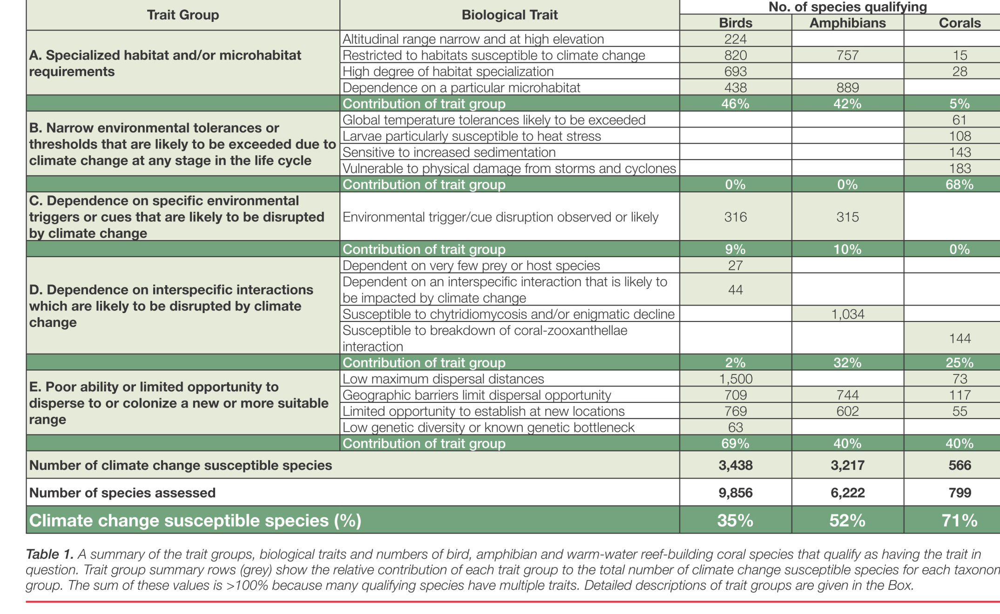 Trait Group Biological Trait No. of species qualifying
Birds Amphibians Corals
A. Specialized habitat and/or microhabitat
requirements
Altitudinal range narrow and at high elevation 224
Restricted to habitats susceptible to climate change 820 757 15
High degree of habitat specialization 693 28
Dependence on a particular microhabitat 438 889
Contribution of trait group 46% 42% 5%
B. Narrow environmental tolerances or
thresholds that are likely to be exceeded due to
climate change at any stage in the life cycle
Global temperature tolerances likely to be exceeded 61
Larvae particularly susceptible to heat stress 108
Sensitive to increased sedimentation 143
Vulnerable to physical damage from storms and cyclones 183
Contribution of trait group 0% 0% 68%
C. Dependence on specific environmental
triggers or cues that are likely to be disrupted
by climate change
Environmental trigger/cue disruption observed or likely 316 315
Contribution of trait group 9% 10% 0%
D. Dependence on interspecific interactions
which are likely to be disrupted by climate
change
Dependent on very few prey or host species 27
Dependent on an interspecific interaction that is likely to
be impacted by climate change 44
Susceptible to chytridiomycosis and/or enigmatic decline 1,034
Susceptible to breakdown of coral-zooxanthellae
interaction 144
Contribution of trait group 2% 32% 25%
E. Poor ability or limited opportunity to
disperse to or colonize a new or more suitable
range
Low maximum dispersal distances 1,500 73
Geographic barriers limit dispersal opportunity 709 744 117
Limited opportunity to establish at new locations 769 602 55
Low genetic diversity or known genetic bottleneck 63
Contribution of trait group 69% 40% 40%
Number of climate change susceptible species 3,438 3,217 566
Number of species assessed 9,856 6,222 799
Climate change susceptible species (%) 35% 52% 71%
Table 1. A summary of the trait groups, biological traits and numbers of bird, amphibian and warm-water reef-building coral species that qualify as having the trait in
question. Trait group summary rows (grey) show the relative contribution of each trait group to the total number of climate change susceptible species for each taxonom
group. The sum of these values is >100% because many qualifying species have multiple traits. Detailed descriptions of trait groups are given in the Box.